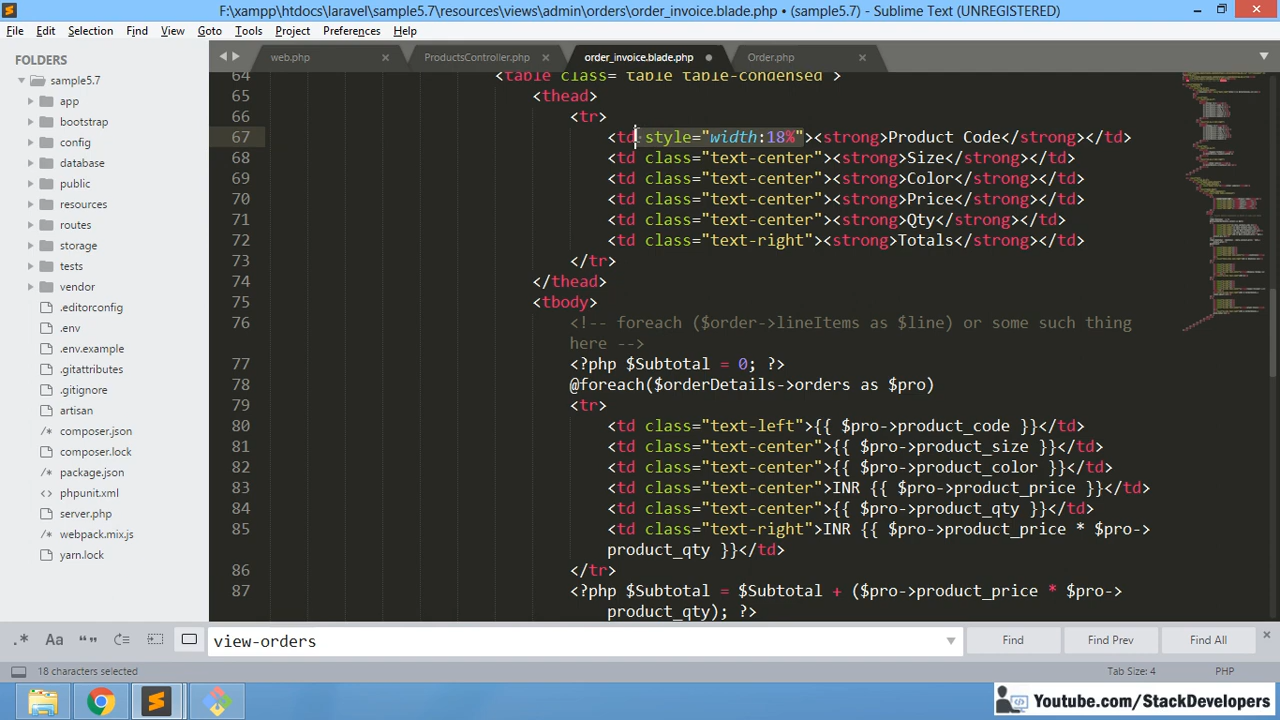 F:\xampp\htdocs\laravel\sample5.7\resources\views\admin\orders\order_invoice.blade.php • (sample5.7) - Sublime Text (UNREGISTERED)
File Edit Selection Find View Goto Tools Project Preferences Help
FOLDERS
sample5.7
app
bootstrap
config
database
public
resources
routes
storage
tests
vendor
.editorconfig
.env
.env.example
.gitattributes
.gitignore
artisan
composer.json
composer.lock
package.json
phpunit.xml
server.php
webpack.mix.js
yarn.lock
web.php ProductsController.php order_invoice.blade.php Order.php
64 <table class="table table-condensed">
65 <thead>
66 <tr>
67 <td style="width:18%"><strong>Product Code</strong></td>
68 <td class="text-center"><strong>Size</strong></td>
69 <td class="text-center"><strong>Color</strong></td>
70 <td class="text-center"><strong>Price</strong></td>
71 <td class="text-center"><strong>Qty</strong></td>
72 <td class="text-right"><strong>Totals</strong></td>
73 </tr>
74 </thead>
75 <tbody>
76 <!-- foreach ($order->lineItems as $line) or some such thing
here -->
77 <?php $Subtotal = 0; ?>
78 @foreach($orderDetails->orders as $pro)
79 <tr>
80 <td class="text-left">{{ $pro->product_code }}</td>
81 <td class="text-center">{{ $pro->product_size }}</td>
82 <td class="text-center">{{ $pro->product_color }}</td>
83 <td class="text-center">INR {{ $pro->product_price }}</td>
84 <td class="text-center">{{ $pro->product_qty }}</td>
85 <td class="text-right">INR {{ $pro->product_price * $pro->
product_qty }}</td>
86 </tr>
87 <?php $Subtotal = $Subtotal + ($pro->product_price * $pro->
product_qty); ?>
.* Aa “” view-orders Find Find Prev Find All
18 characters selected Tab Size: 4 PHP
Youtube.com/StackDevelopers